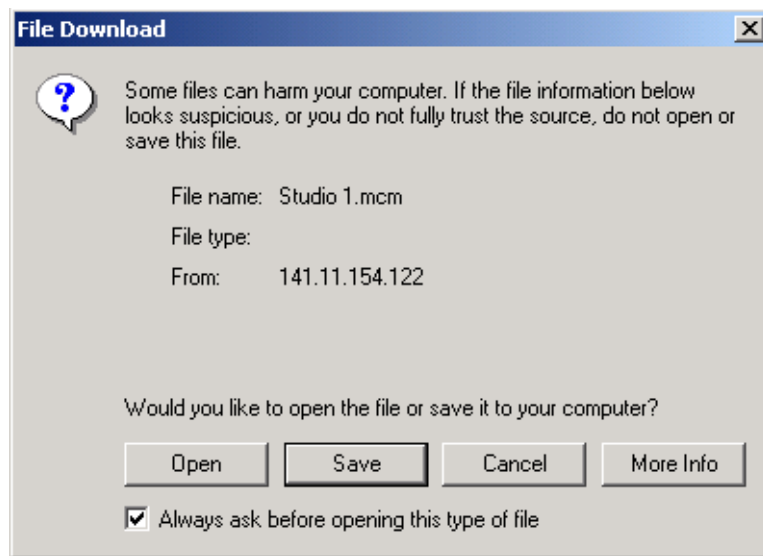 File Download
Some files can harm your computer. If the file information below
looks suspicious, or you do not fully trust the source, do not open or
save this file.
File name: Studio 1.mcm
File type:
From: 141.11.154.122
Would you like to open the file or save it to your computer?
Open Save Cancel More Info
Always ask before opening this type of file